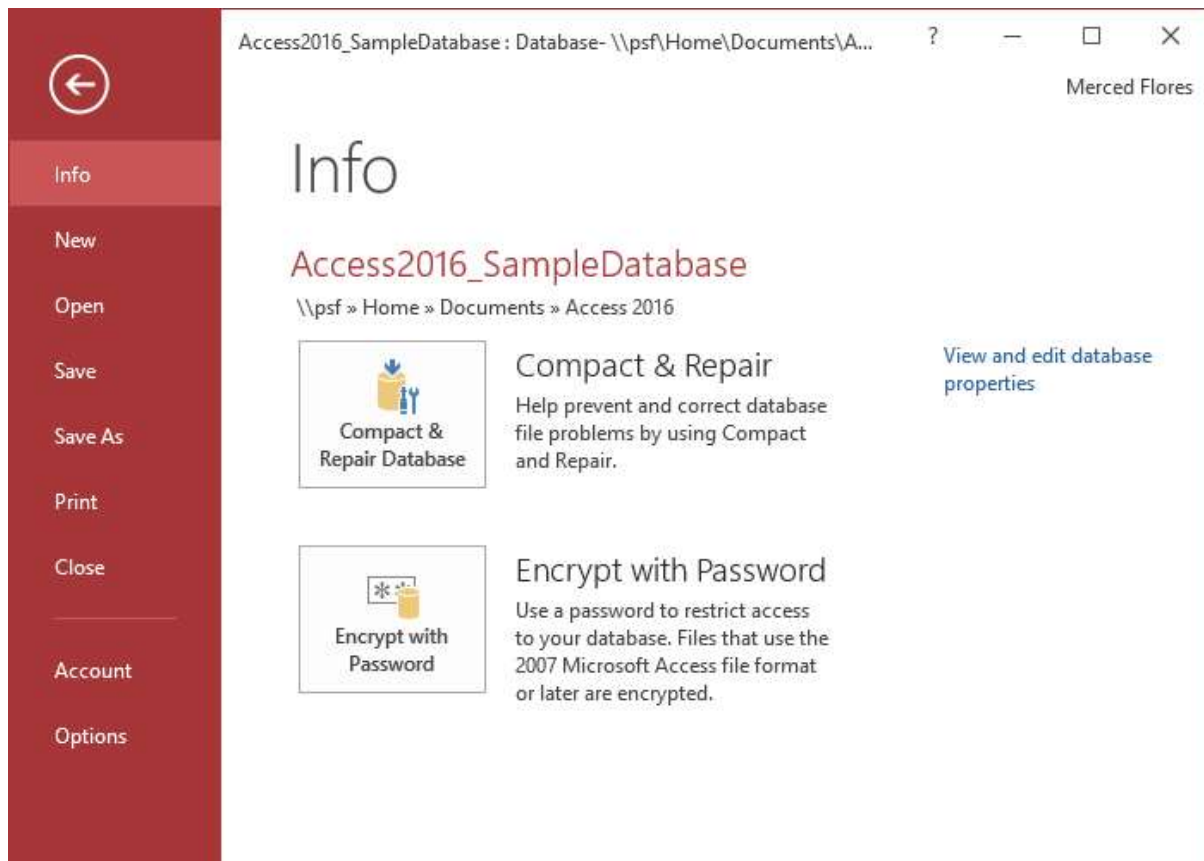 Access2016_SampleDatabase : Database- \\psf\Home\Documents\A...
?
Merced Flores
Info
New
Open
Save
Save As
Print
Close
Account
Options
Info
Access2016_SampleDatabase
\\psf » Home » Documents » Access 2016
Compact &
Repair Database
Compact & Repair
Help prevent and correct database
file problems by using Compact
and Repair.
View and edit database
properties
Encrypt with
Password
Encrypt with Password
Use a password to restrict access
to your database. Files that use the
2007 Microsoft Access file format
or later are encrypted.